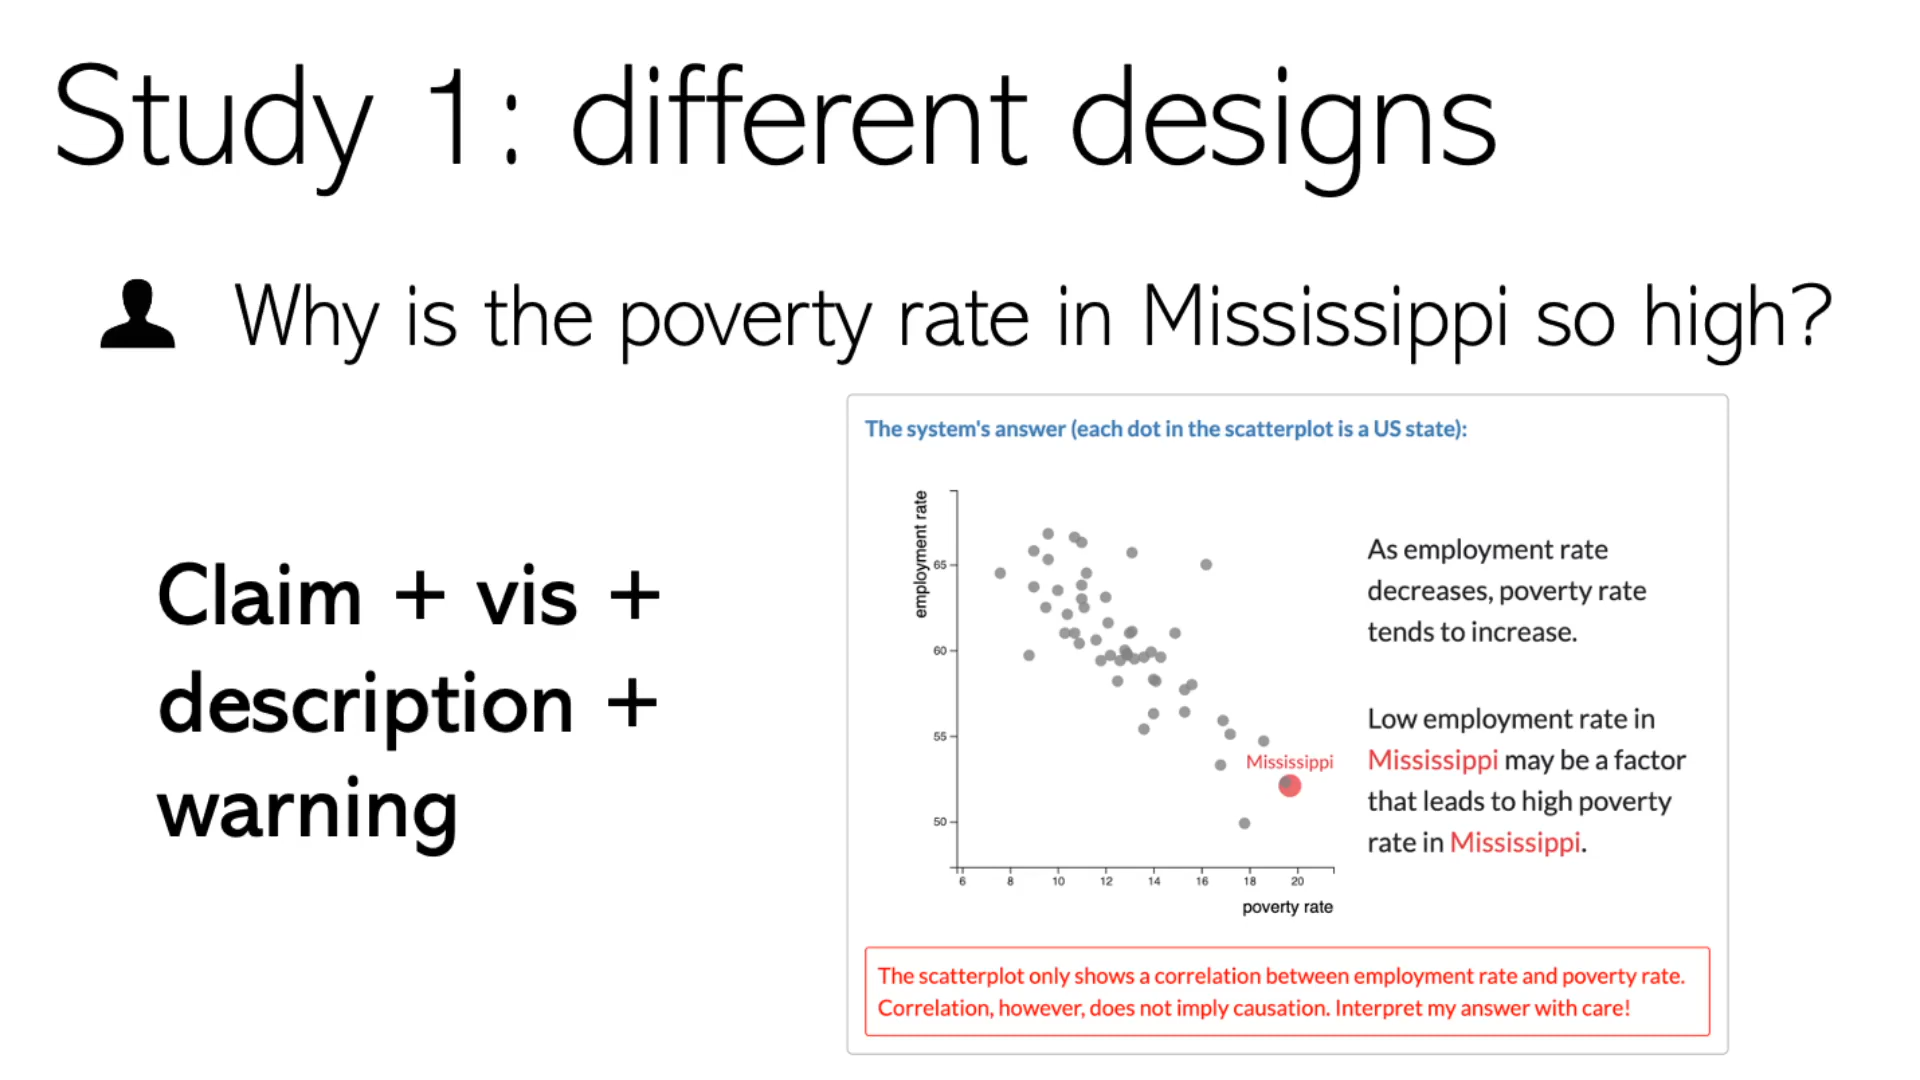 Study 1: different designs
Why is the poverty rate in Mississippi so high?
Claim + vis +
description +
warning
The system's answer (each dot in the scatterplot is a US state):
employment rate
65
60
55
50
6 8 10 12 14 16 18 20
poverty rate
Mississippi
As employment rate
decreases, poverty rate
tends to increase.
Low employment rate in
Mississippi may be a factor
that leads to high poverty
rate in Mississippi.
The scatterplot only shows a correlation between employment rate and poverty rate.
Correlation, however, does not imply causation. Interpret my answer with care!